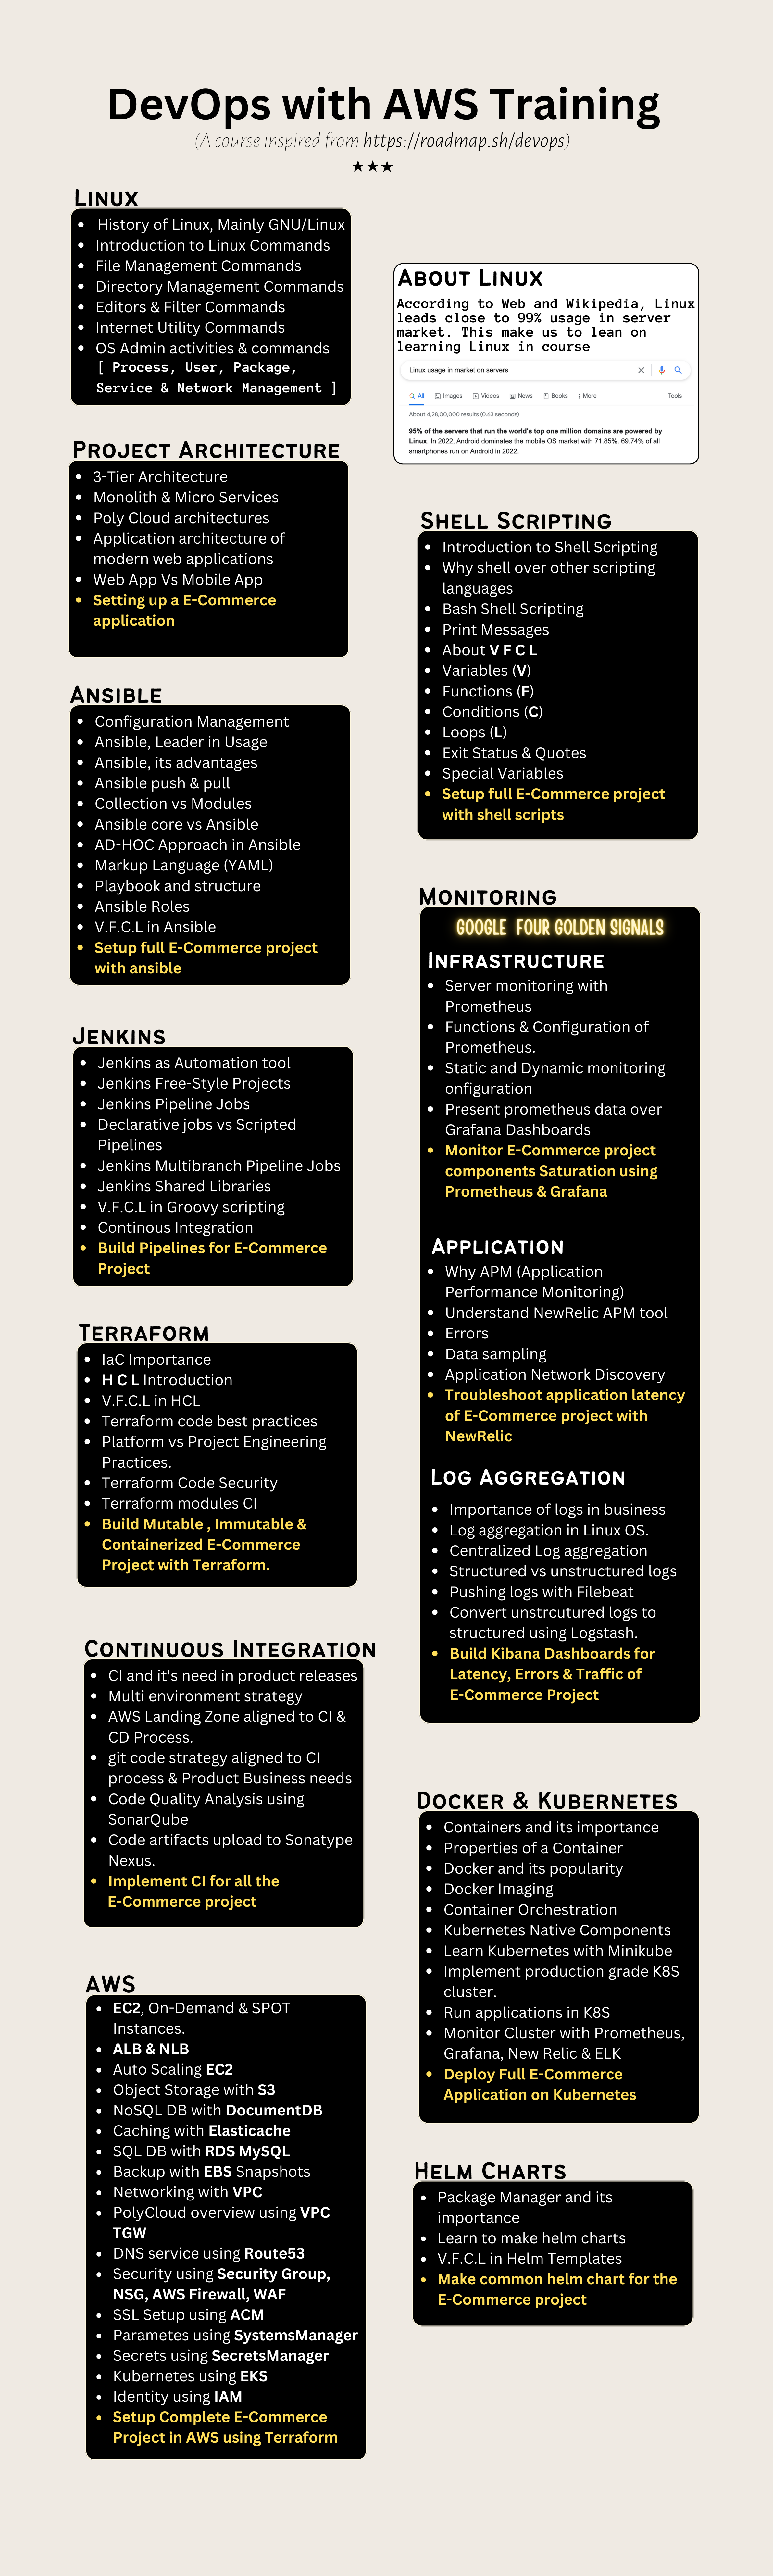 DevOps with AWS Training
(A course inspired from https://roadmap.sh/devops)
★★★
Linux
History of Linux, Mainly GNU/Linux
Introduction to Linux Commands
File Management Commands
Directory Management Commands
Editors & Filter Commands
Internet Utility Commands
OS Admin activities & commands
[ Process, User, Package,
Service & Network Management ]
About Linux
According to Web and Wikipedia, Linux
leads close to 99% usage in server
market. This make us to lean on
learning Linux in course
Linux usage in market on servers
All Images Videos News Books More Tools
About 4,28,00,000 results (0.63 seconds)
95% of the servers that run the world's top one million domains are powered by
Linux. In 2022, Android dominates the mobile OS market with 71.85%. 69.74% of all
smartphones run on Android in 2022.
Project Architecture
3-Tier Architecture
Monolith & Micro Services
Poly Cloud architectures
Application architecture of
modern web applications
Web App Vs Mobile App
Setting up a E-Commerce
application
Shell Scripting
Introduction to Shell Scripting
Why shell over other scripting
languages
Bash Shell Scripting
Print Messages
About V F C L
Variables (V)
Functions (F)
Conditions (C)
Loops (L)
Exit Status & Quotes
Special Variables
Setup full E-Commerce project
with shell scripts
Ansible
Configuration Management
Ansible, Leader in Usage
Ansible, its advantages
Ansible push & pull
Collection vs Modules
Ansible core vs Ansible
AD-HOC Approach in Ansible
Markup Language (YAML)
Playbook and structure
Ansible Roles
V.F.C.L in Ansible
Setup full E-Commerce project
with ansible
Monitoring
GOOGLE FOUR GOLDEN SIGNALS
Infrastructure
Server monitoring with
Prometheus
Functions & Configuration of
Prometheus.
Static and Dynamic monitoring
onfiguration
Present prometheus data over
Grafana Dashboards
Monitor E-Commerce project
components Saturation using
Prometheus & Grafana
Application
Why APM (Application
Performance Monitoring)
Understand NewRelic APM tool
Errors
Data sampling
Application Network Discovery
Troubleshoot application latency
of E-Commerce project with
NewRelic
Log Aggregation
Importance of logs in business
Log aggregation in Linux OS.
Centralized Log aggregation
Structured vs unstructured logs
Pushing logs with Filebeat
Convert unstrcutured logs to
structured using Logstash.
Build Kibana Dashboards for
Latency, Errors & Traffic of
E-Commerce Project
Jenkins
Jenkins as Automation tool
Jenkins Free-Style Projects
Jenkins Pipeline Jobs
Declarative jobs vs Scripted
Pipelines
Jenkins Multibranch Pipeline Jobs
Jenkins Shared Libraries
V.F.C.L in Groovy scripting
Continous Integration
Build Pipelines for E-Commerce
Project
Terraform
IaC Importance
H C L Introduction
V.F.C.L in HCL
Terraform code best practices
Platform vs Project Engineering
Practices.
Terraform Code Security
Terraform modules CI
Build Mutable , Immutable &
Containerized E-Commerce
Project with Terraform.
Continuous Integration
CI and it's need in product releases
Multi environment strategy
AWS Landing Zone aligned to CI &
CD Process.
git code strategy aligned to CI
process & Product Business needs
Code Quality Analysis using
SonarQube
Code artifacts upload to Sonatype
Nexus.
Implement CI for all the
E-Commerce project
Docker & Kubernetes
Containers and its importance
Properties of a Container
Docker and its popularity
Docker Imaging
Container Orchestration
Kubernetes Native Components
Learn Kubernetes with Minikube
Implement production grade K8S
cluster.
Run applications in K8S
Monitor Cluster with Prometheus,
Grafana, New Relic & ELK
Deploy Full E-Commerce
Application on Kubernetes
AWS
EC2, On-Demand & SPOT
Instances.
ALB & NLB
Auto Scaling EC2
Object Storage with S3
NoSQL DB with DocumentDB
Caching with Elasticache
SQL DB with RDS MySQL
Backup with EBS Snapshots
Networking with VPC
PolyCloud overview using VPC
TGW
DNS service using Route53
Security using Security Group,
NSG, AWS Firewall, WAF
SSL Setup using ACM
Parametes using SystemsManager
Secrets using SecretsManager
Kubernetes using EKS
Identity using IAM
Setup Complete E-Commerce
Project in AWS using Terraform
Helm Charts
Package Manager and its
importance
Learn to make helm charts
V.F.C.L in Helm Templates
Make common helm chart for the
E-Commerce project